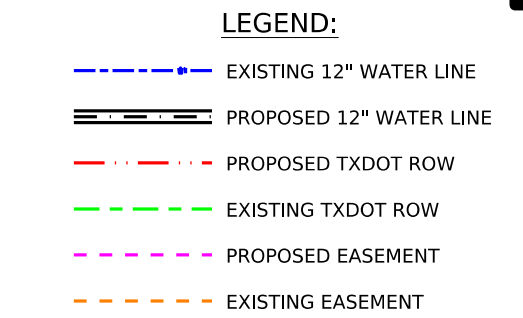 LEGEND:
EXISTING 12" WATER LINE
PROPOSED 12" WATER LINE
PROPOSED TXDOT ROW
EXISTING TXDOT ROW
PROPOSED EASEMENT
EXISTING EASEMENT